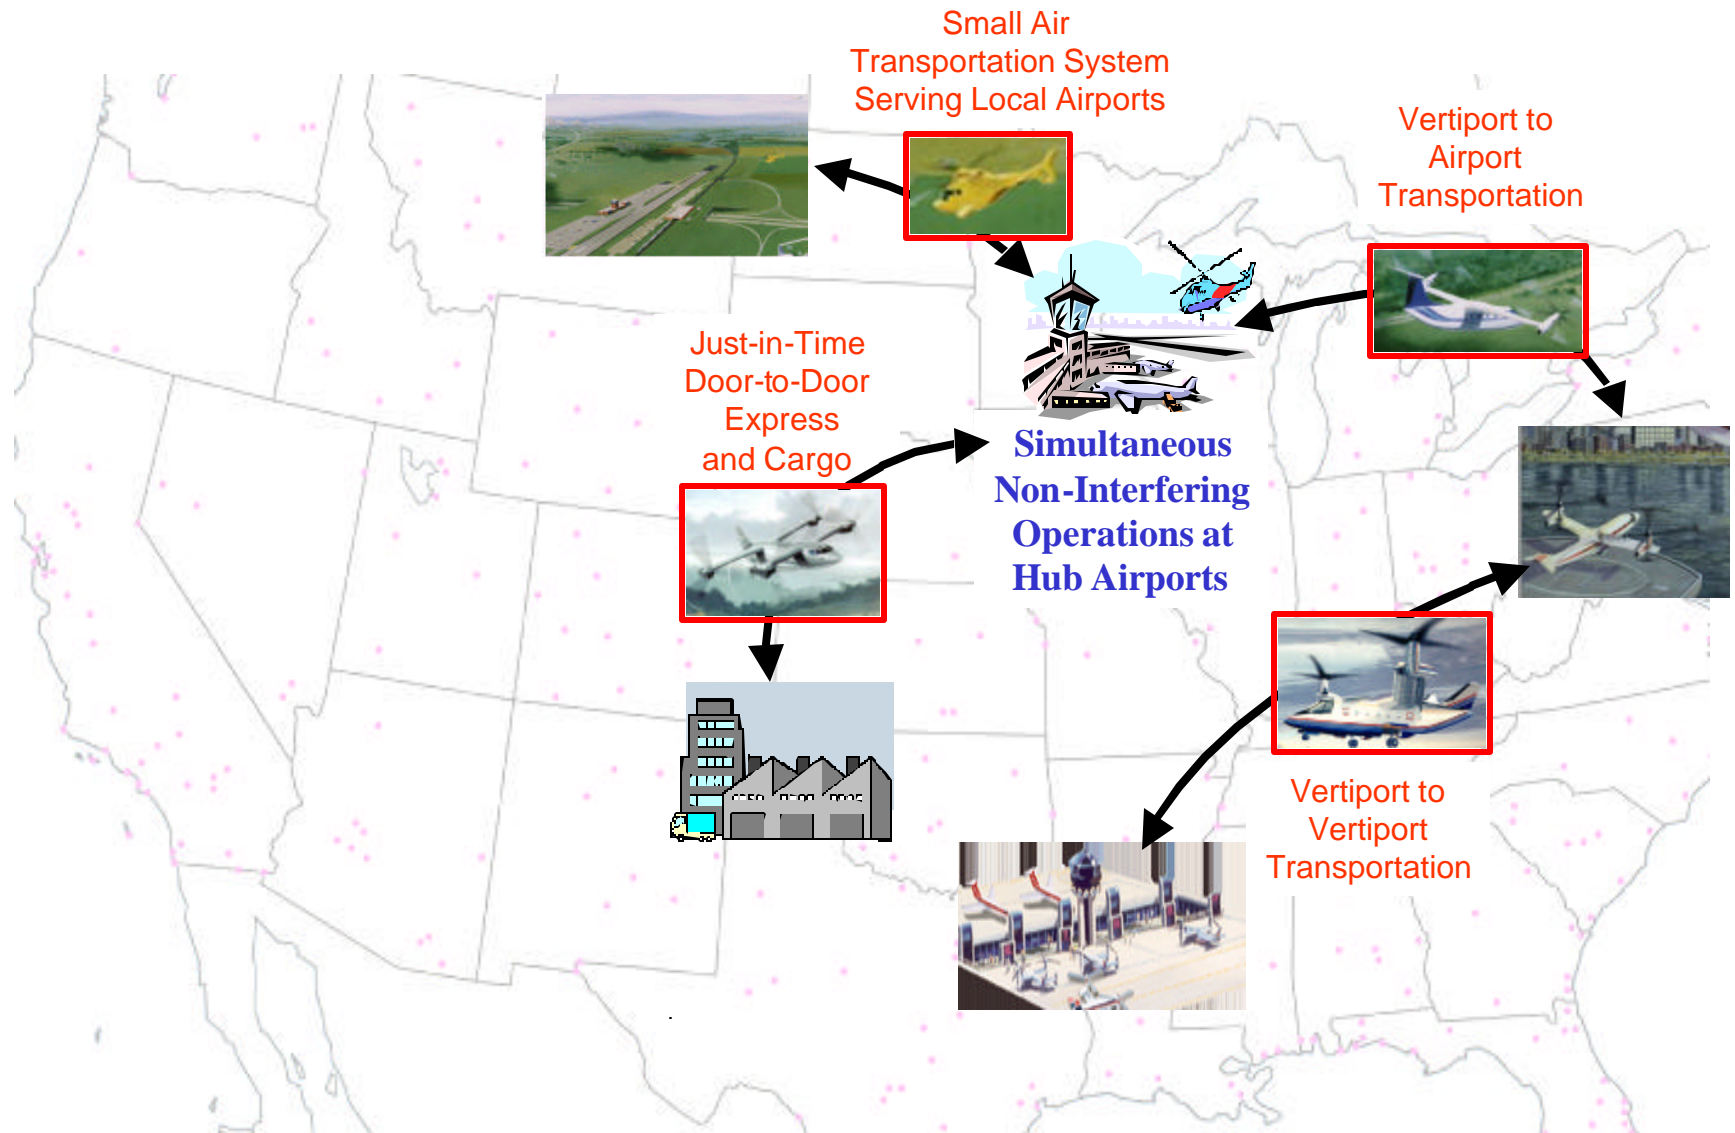 Small Air
Transportation System
Serving Local Airports
Vertiport to
Airport
Transportation
Just-in-Time
Door-to-Door
Express
and Cargo
Simultaneous
Non-Interfering
Operations at
Hub Airports
Vertiport to
Vertiport
Transportation